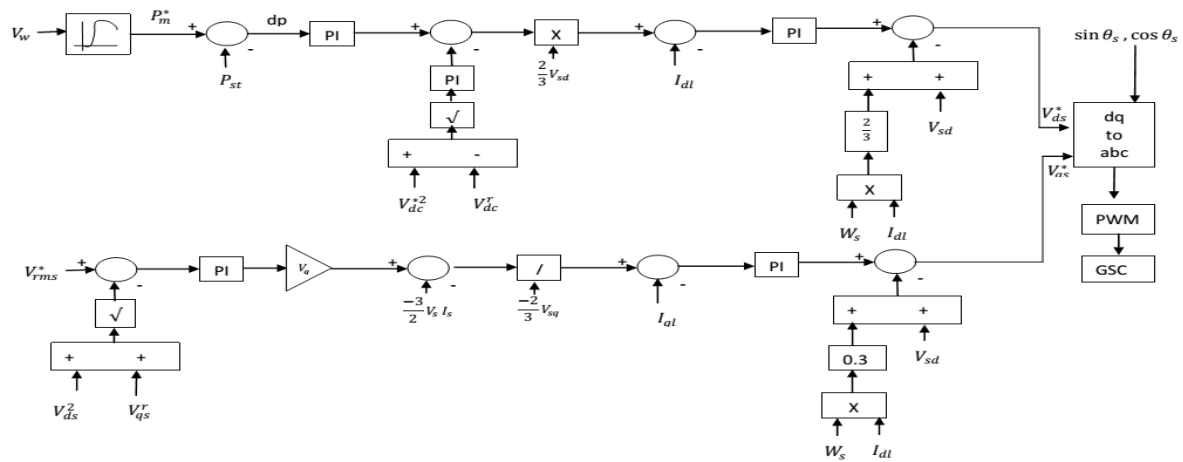 V_w
P_m^*
+
-
P_st
dp
PI
+
-
PI
√
+ -
V_dc^*2 V_dc^r
X
2/3 V_sd
+
-
I_dl
PI
+
-
+ +
2/3
V_sd
X
W_s I_dl
sin θ_s , cos θ_s
V_ds^*
V_qs^*
dq
to
abc
PWM
GSC
V_rms^*
+
-
√
+ +
V_ds^2 V_qs^r
PI
V_q
+
-
-3/2 V_s I_s
/
-2/3 V_sq
+
-
I_ql
PI
+
-
+ +
0.3
V_sd
X
W_s I_dl